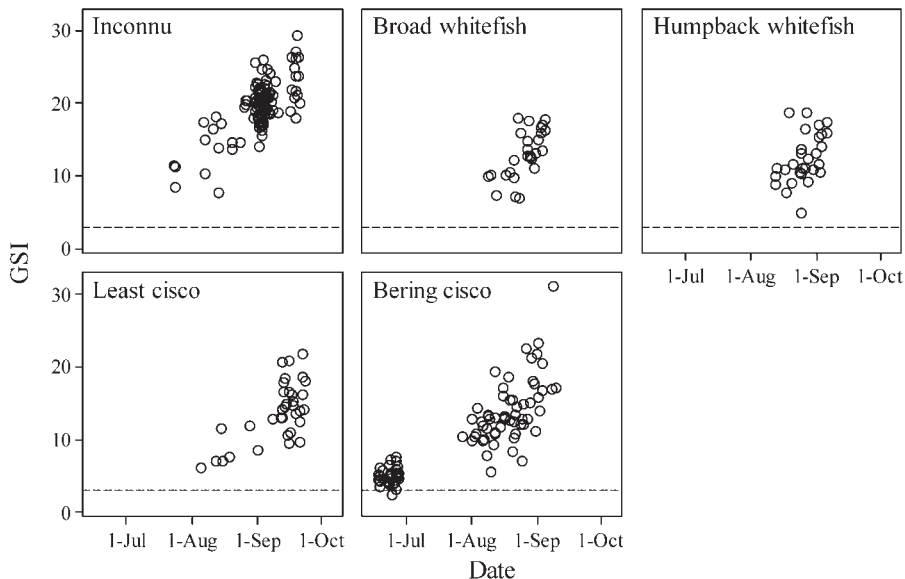 Inconnu
Broad whitefish
Humpback whitefish
30
20
10
0
1-Jul 1-Aug 1-Sep 1-Oct
GSI
Least cisco
Bering cisco
30
20
10
0
1-Jul 1-Aug 1-Sep 1-Oct
1-Jul 1-Aug 1-Sep 1-Oct
Date